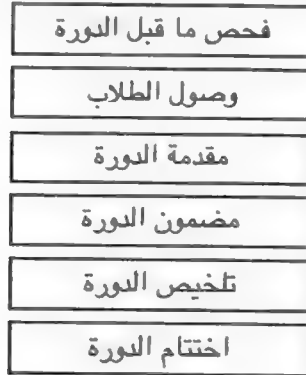 فحص ما قبل الدورة
وصول الطلاب
مقدمة الدورة
مضمون الدورة
تلخيص الدورة
اختتام الدورة